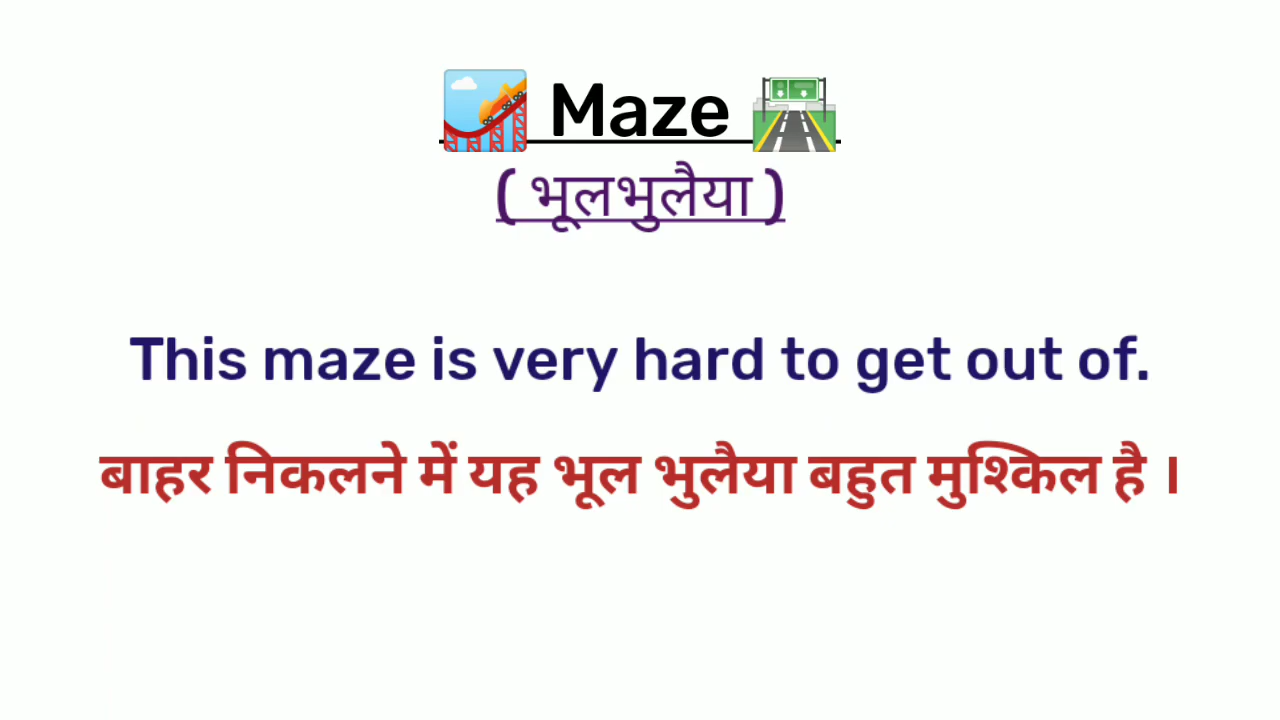 🎢 Maze 🛣️
( भूलभुलैया )
This maze is very hard to get out of.
बाहर निकलने में यह भूल भुलैया बहुत मुश्किल है ।